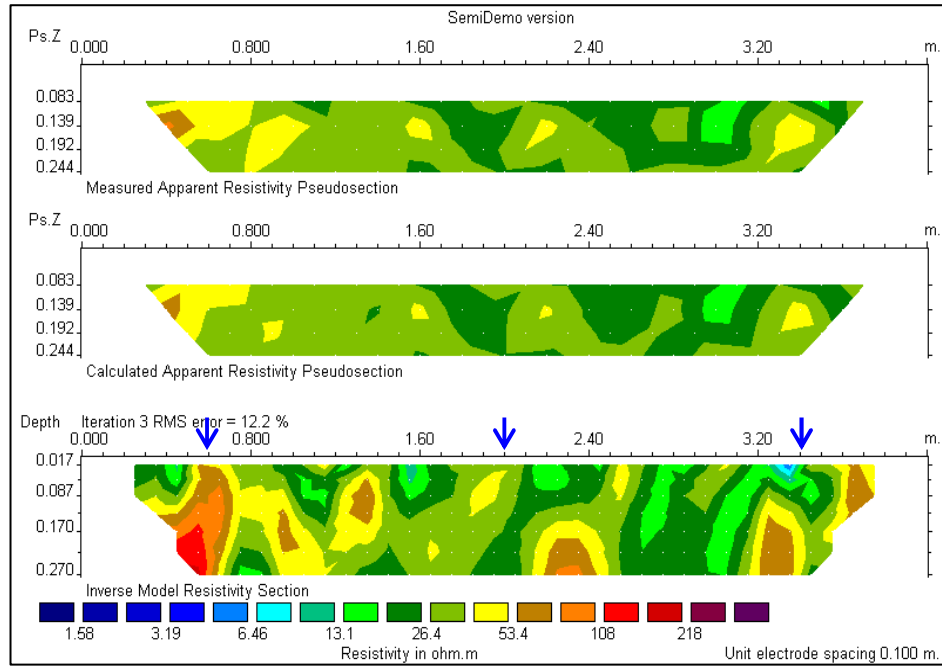 SemiDemo version
Ps.Z 0.000 0.800 1.60 2.40 3.20 m.
0.083
0.139
0.192
0.244
Measured Apparent Resistivity Pseudosection
Ps.Z 0.000 0.800 1.60 2.40 3.20 m.
0.083
0.139
0.192
0.244
Calculated Apparent Resistivity Pseudosection
Depth Iteration 3 RMS error = 12.2 %
0.000 0.800 2.40 3.20 m.
0.017
0.087
0.170
0.270
Inverse Model Resistivity Section
1.58 3.19 6.46 13.1 26.4 53.4 108 218
Resistivity in ohm.m Unit electrode spacing 0.100 m.